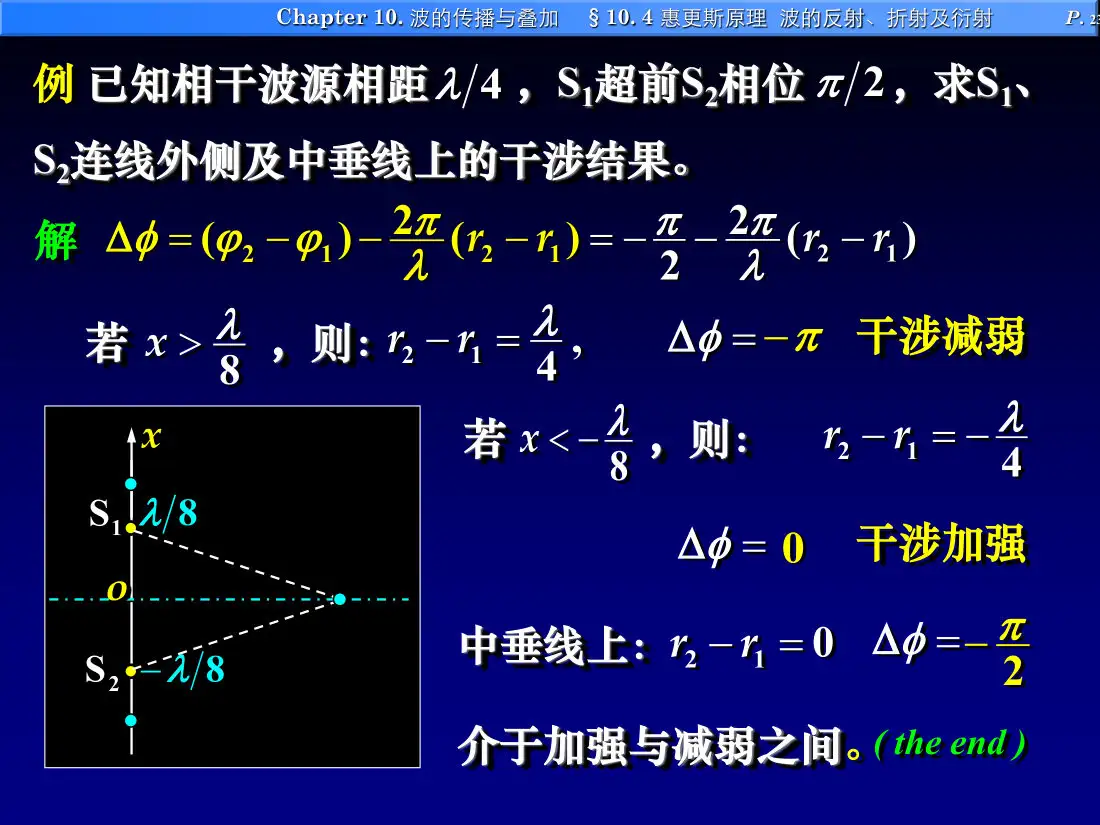 Chapter 10. 波的传播与叠加 §10. 4 惠更斯原理 波的反射、折射及衍射 P. 23
例 已知相干波源相距 λ/4 ，S₁超前S₂相位 π/2，求S₁、
S₂连线外侧及中垂线上的干涉结果。
解 Δϕ = (φ₂ − φ₁) − 2π/λ (r₂ − r₁) = − π/2 − 2π/λ (r₂ − r₁)
若 x > λ/8 ，则: r₂ − r₁ = λ/4 , Δϕ = −π 干涉减弱
若 x < − λ/8 ，则: r₂ − r₁ = − λ/4
Δϕ = 0 干涉加强
中垂线上: r₂ − r₁ = 0 Δϕ = − π/2
介于加强与减弱之间。( the end )
x
S₁ λ/8
o
S₂ −λ/8